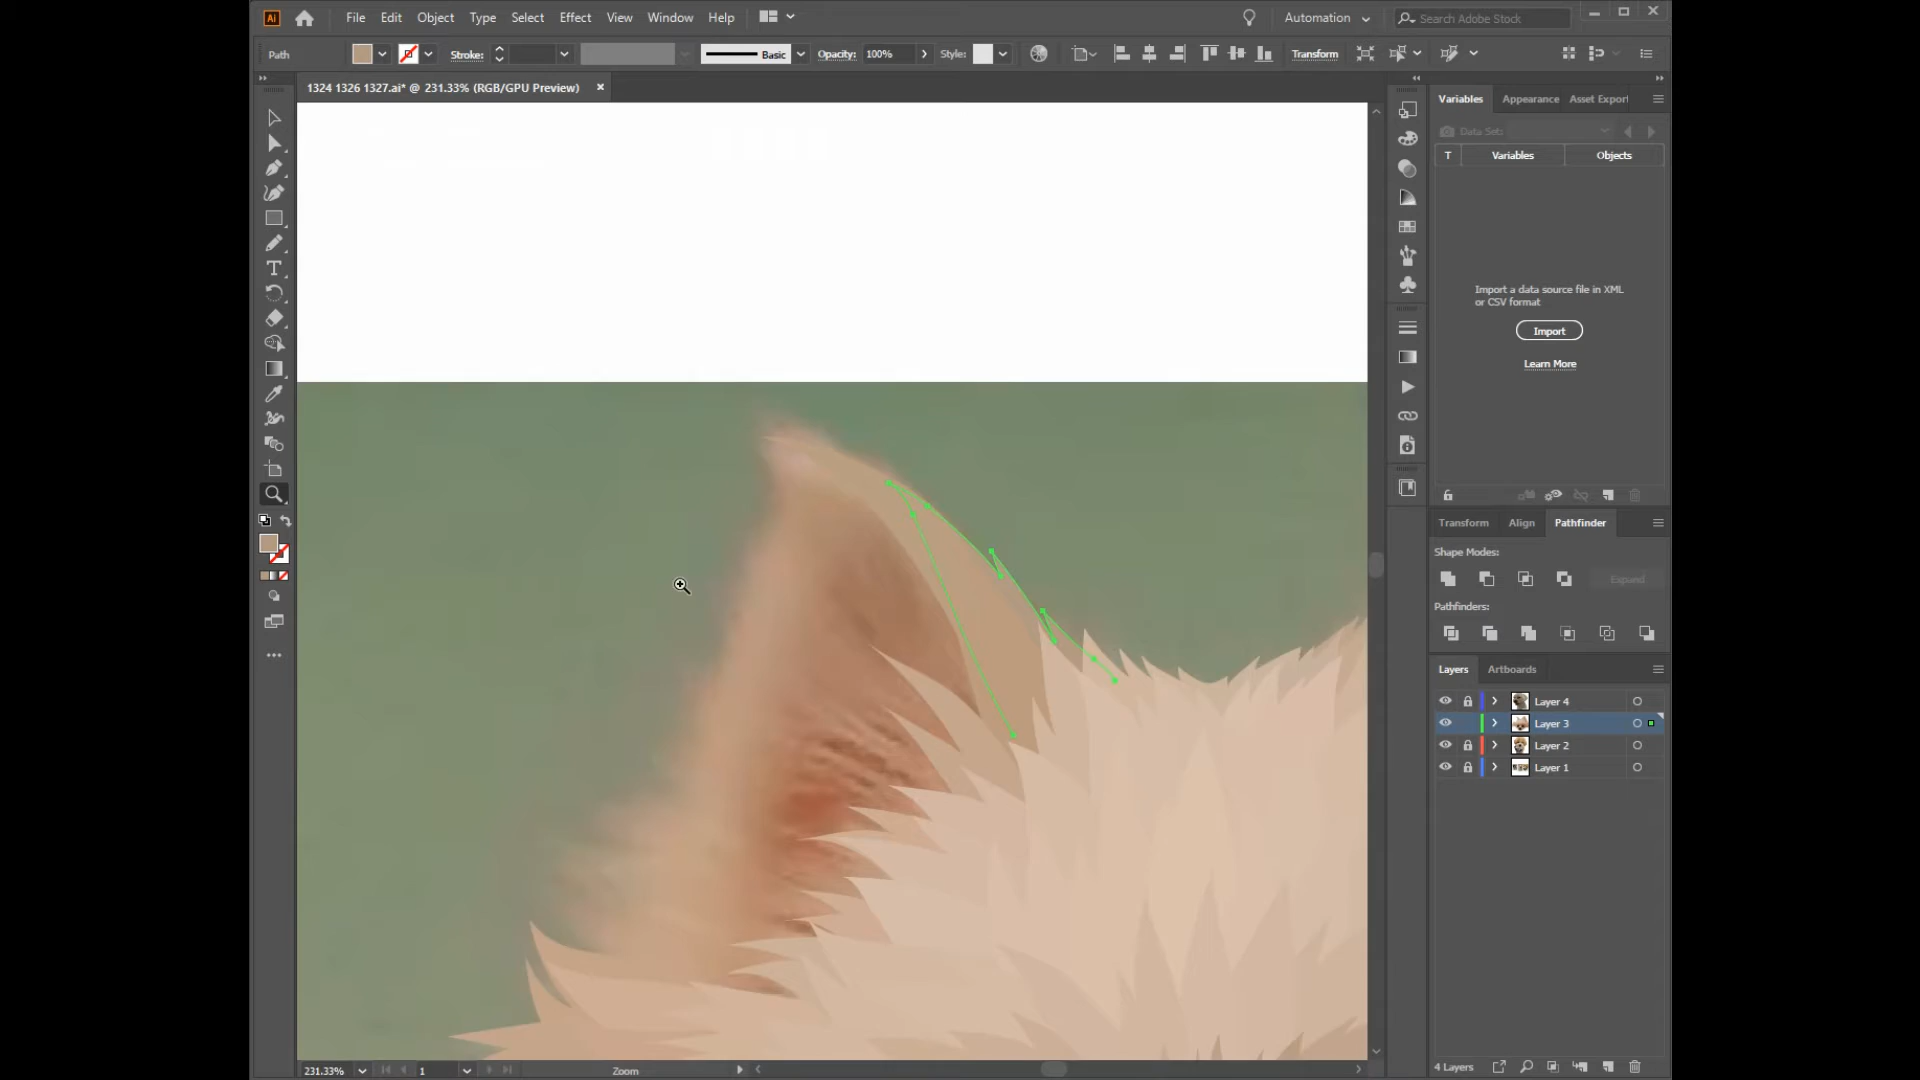 Ai File Edit Object Type Select Effect View Window Help Automation Search Adobe Stock
Path Stroke: Basic Opacity: 100% Style: Transform
1324 1326 1327.ai* @ 231.33% (RGB/GPU Preview) ×
Variables Appearance Asset Export
Data Set:
T Variables Objects
Import a data source file in XML
or CSV format
Import
Learn More
Transform Align Pathfinder
Shape Modes:
Expand
Pathfinders:
Layers Artboards
Layer 4
Layer 3
Layer 2
Layer 1
4 Layers
231.33% 1 Zoom